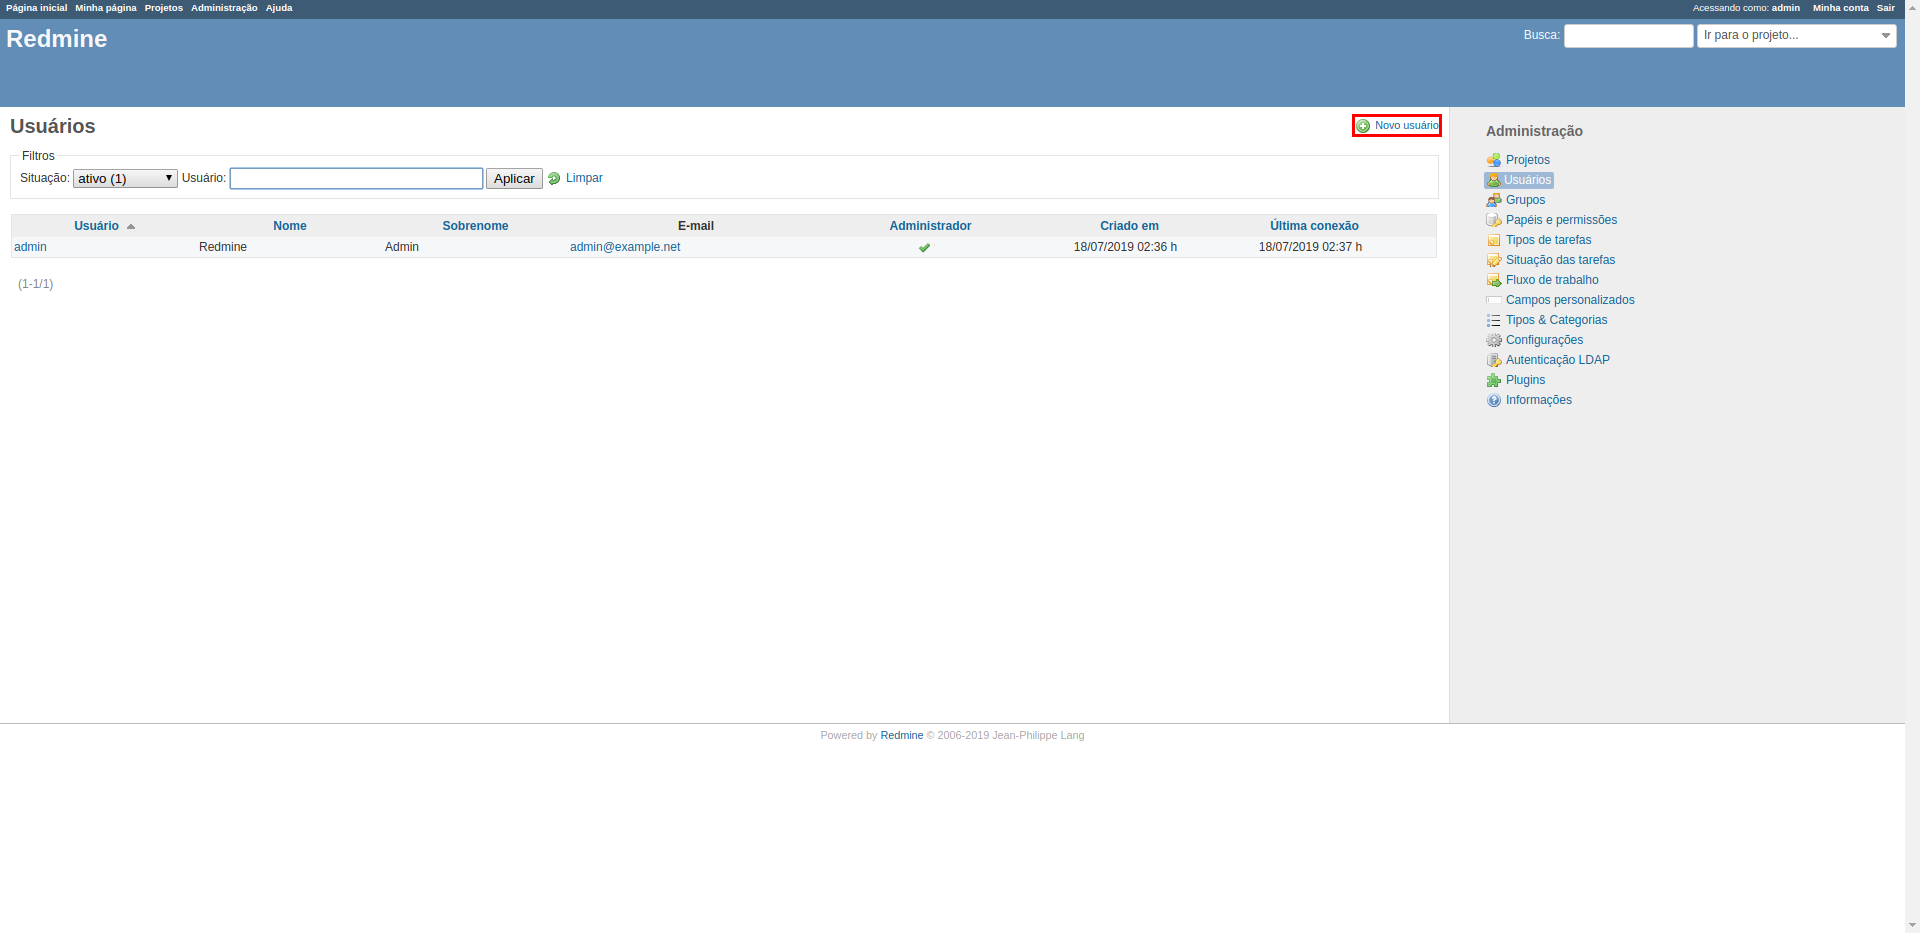 Página inicial Minha página Projetos Administração Ajuda Acessando como: admin Minha conta Sair
Redmine Busca: Ir para o projeto...
Usuários Novo usuário
Filtros
Situação: ativo (1) Usuário: Aplicar Limpar
Usuário Nome Sobrenome E-mail Administrador Criado em Última conexão
admin Redmine Admin admin@example.net 18/07/2019 02:36 h 18/07/2019 02:37 h
(1-1/1)
Administração
Projetos
Usuários
Grupos
Papéis e permissões
Tipos de tarefas
Situação das tarefas
Fluxo de trabalho
Campos personalizados
Tipos & Categorias
Configurações
Autenticação LDAP
Plugins
Informações
Powered by Redmine © 2006-2019 Jean-Philippe Lang